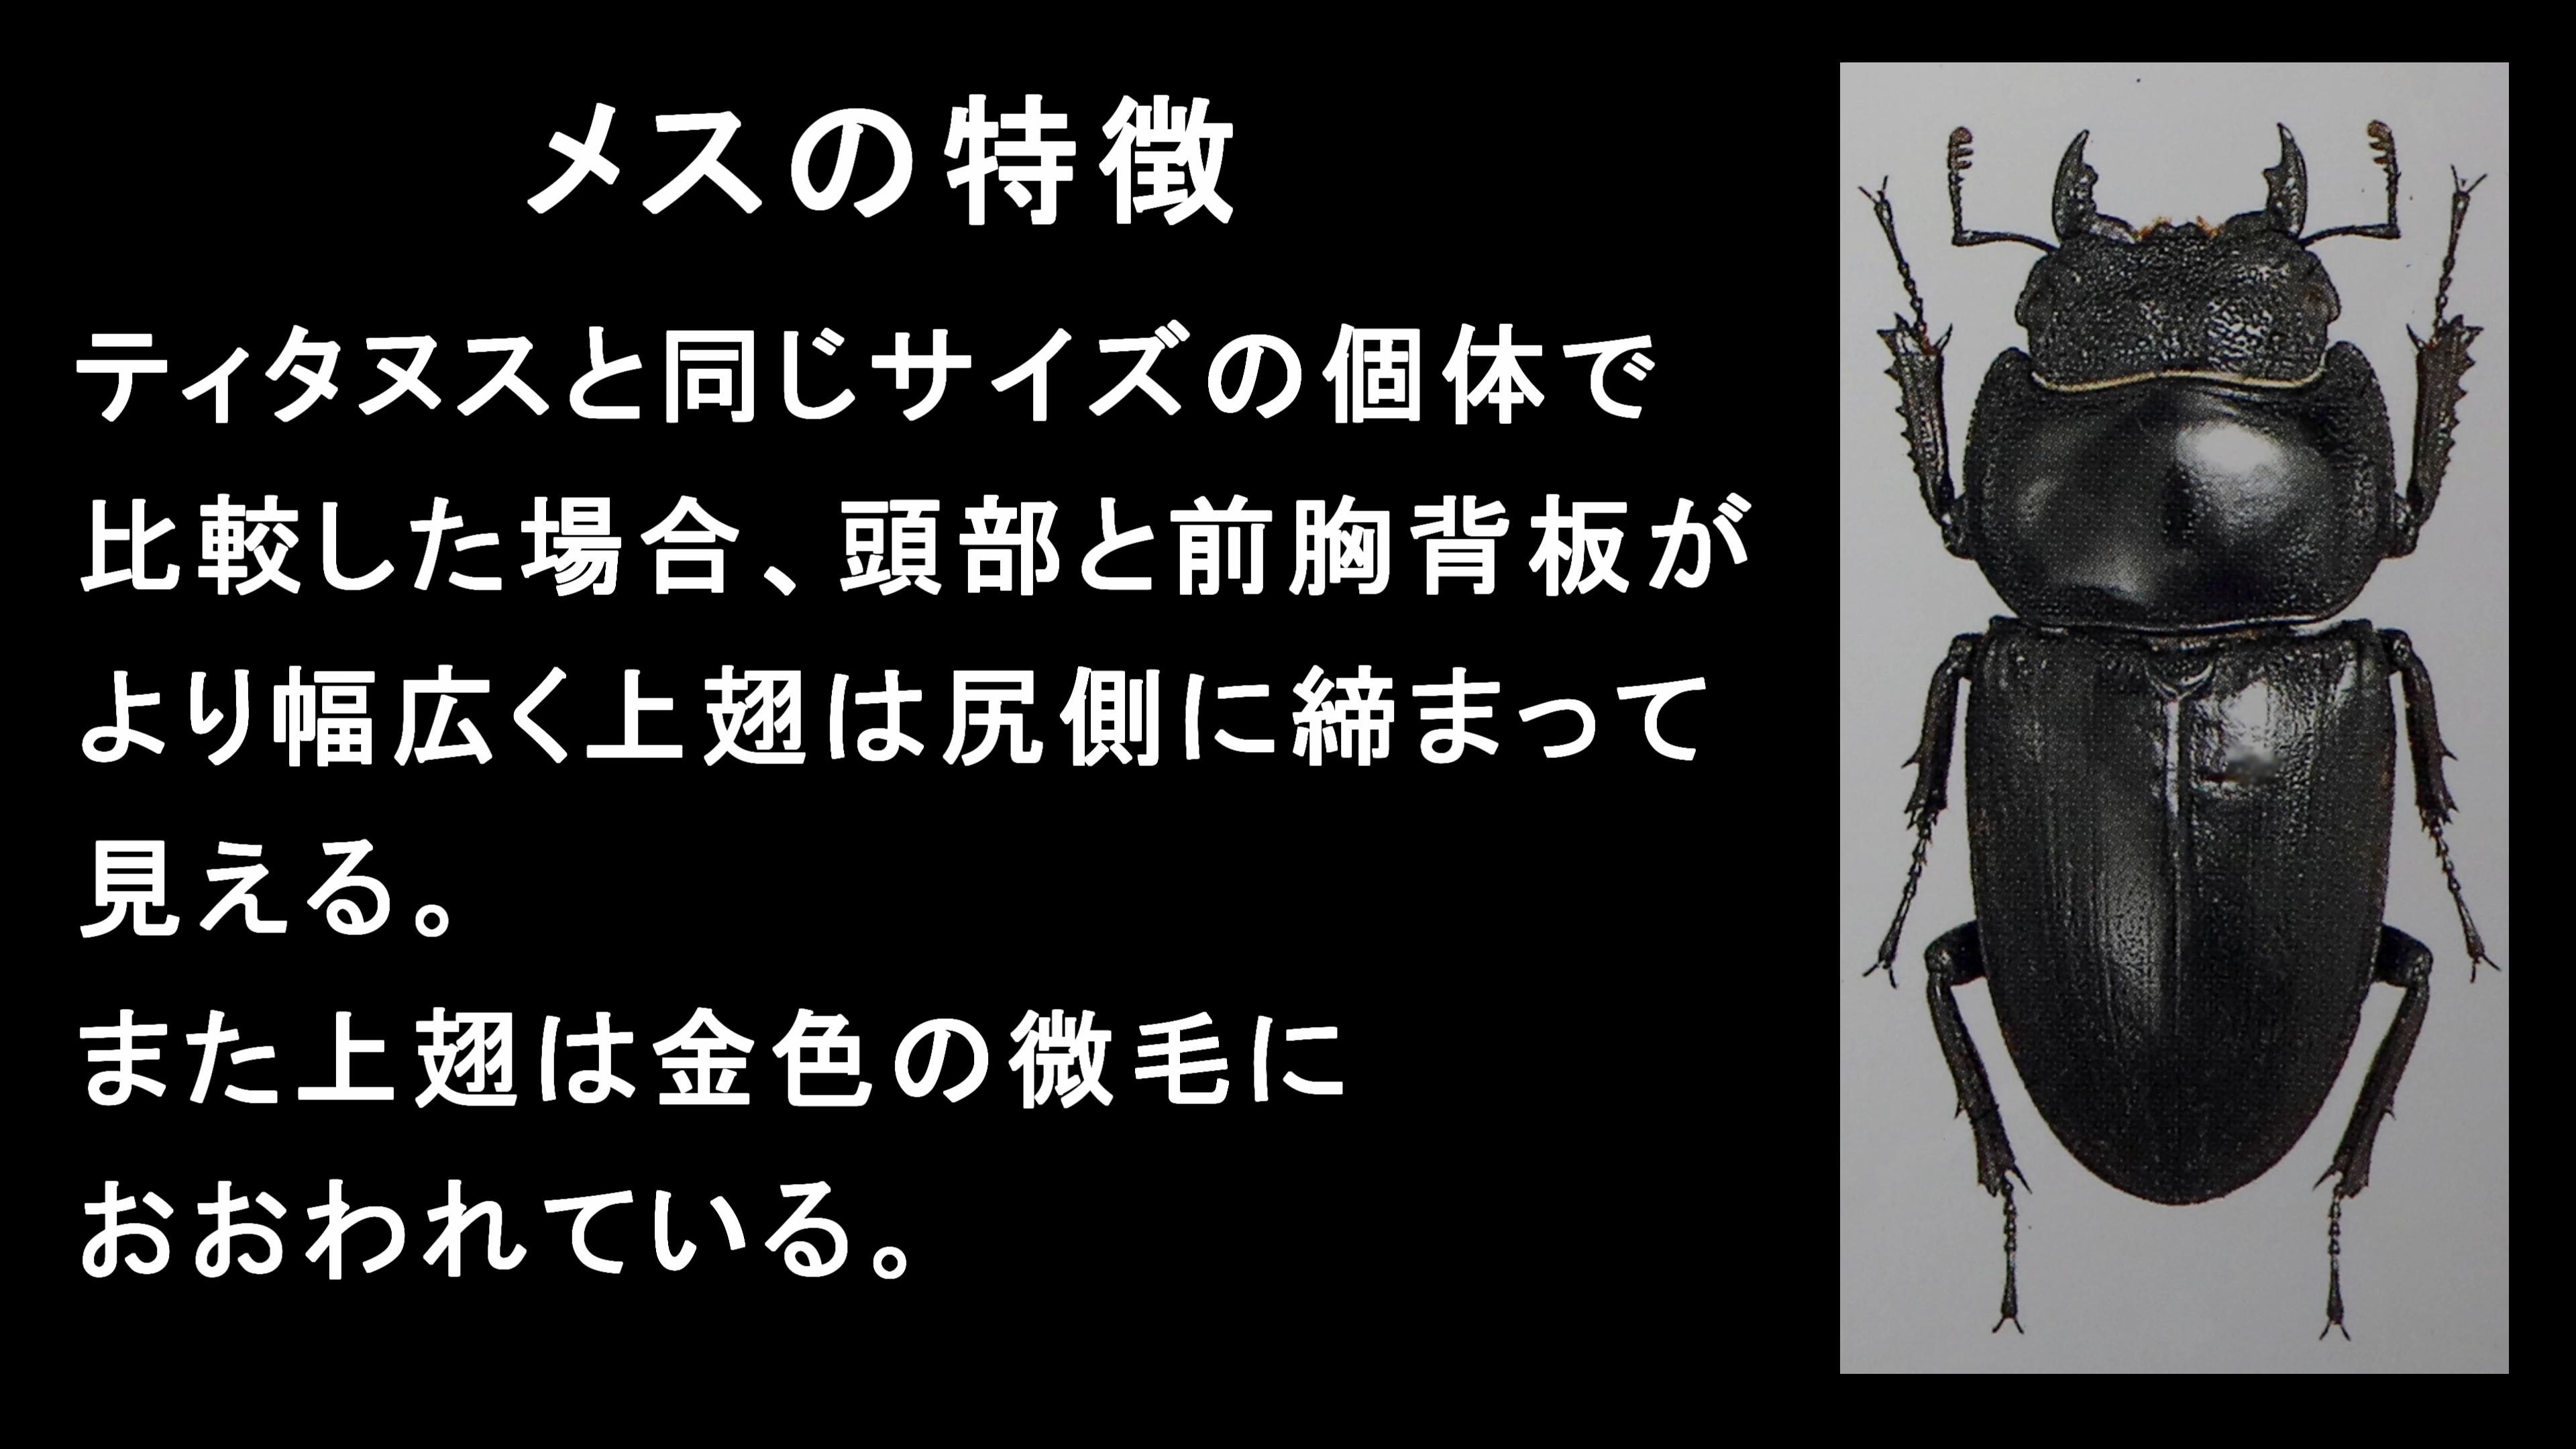 メスの特徴
ティタヌスと同じサイズの個体で
比較した場合、頭部と前胸背板が
より幅広く上翅は尻側に締まって
見える。
また上翅は金色の微毛に
おおわれている。